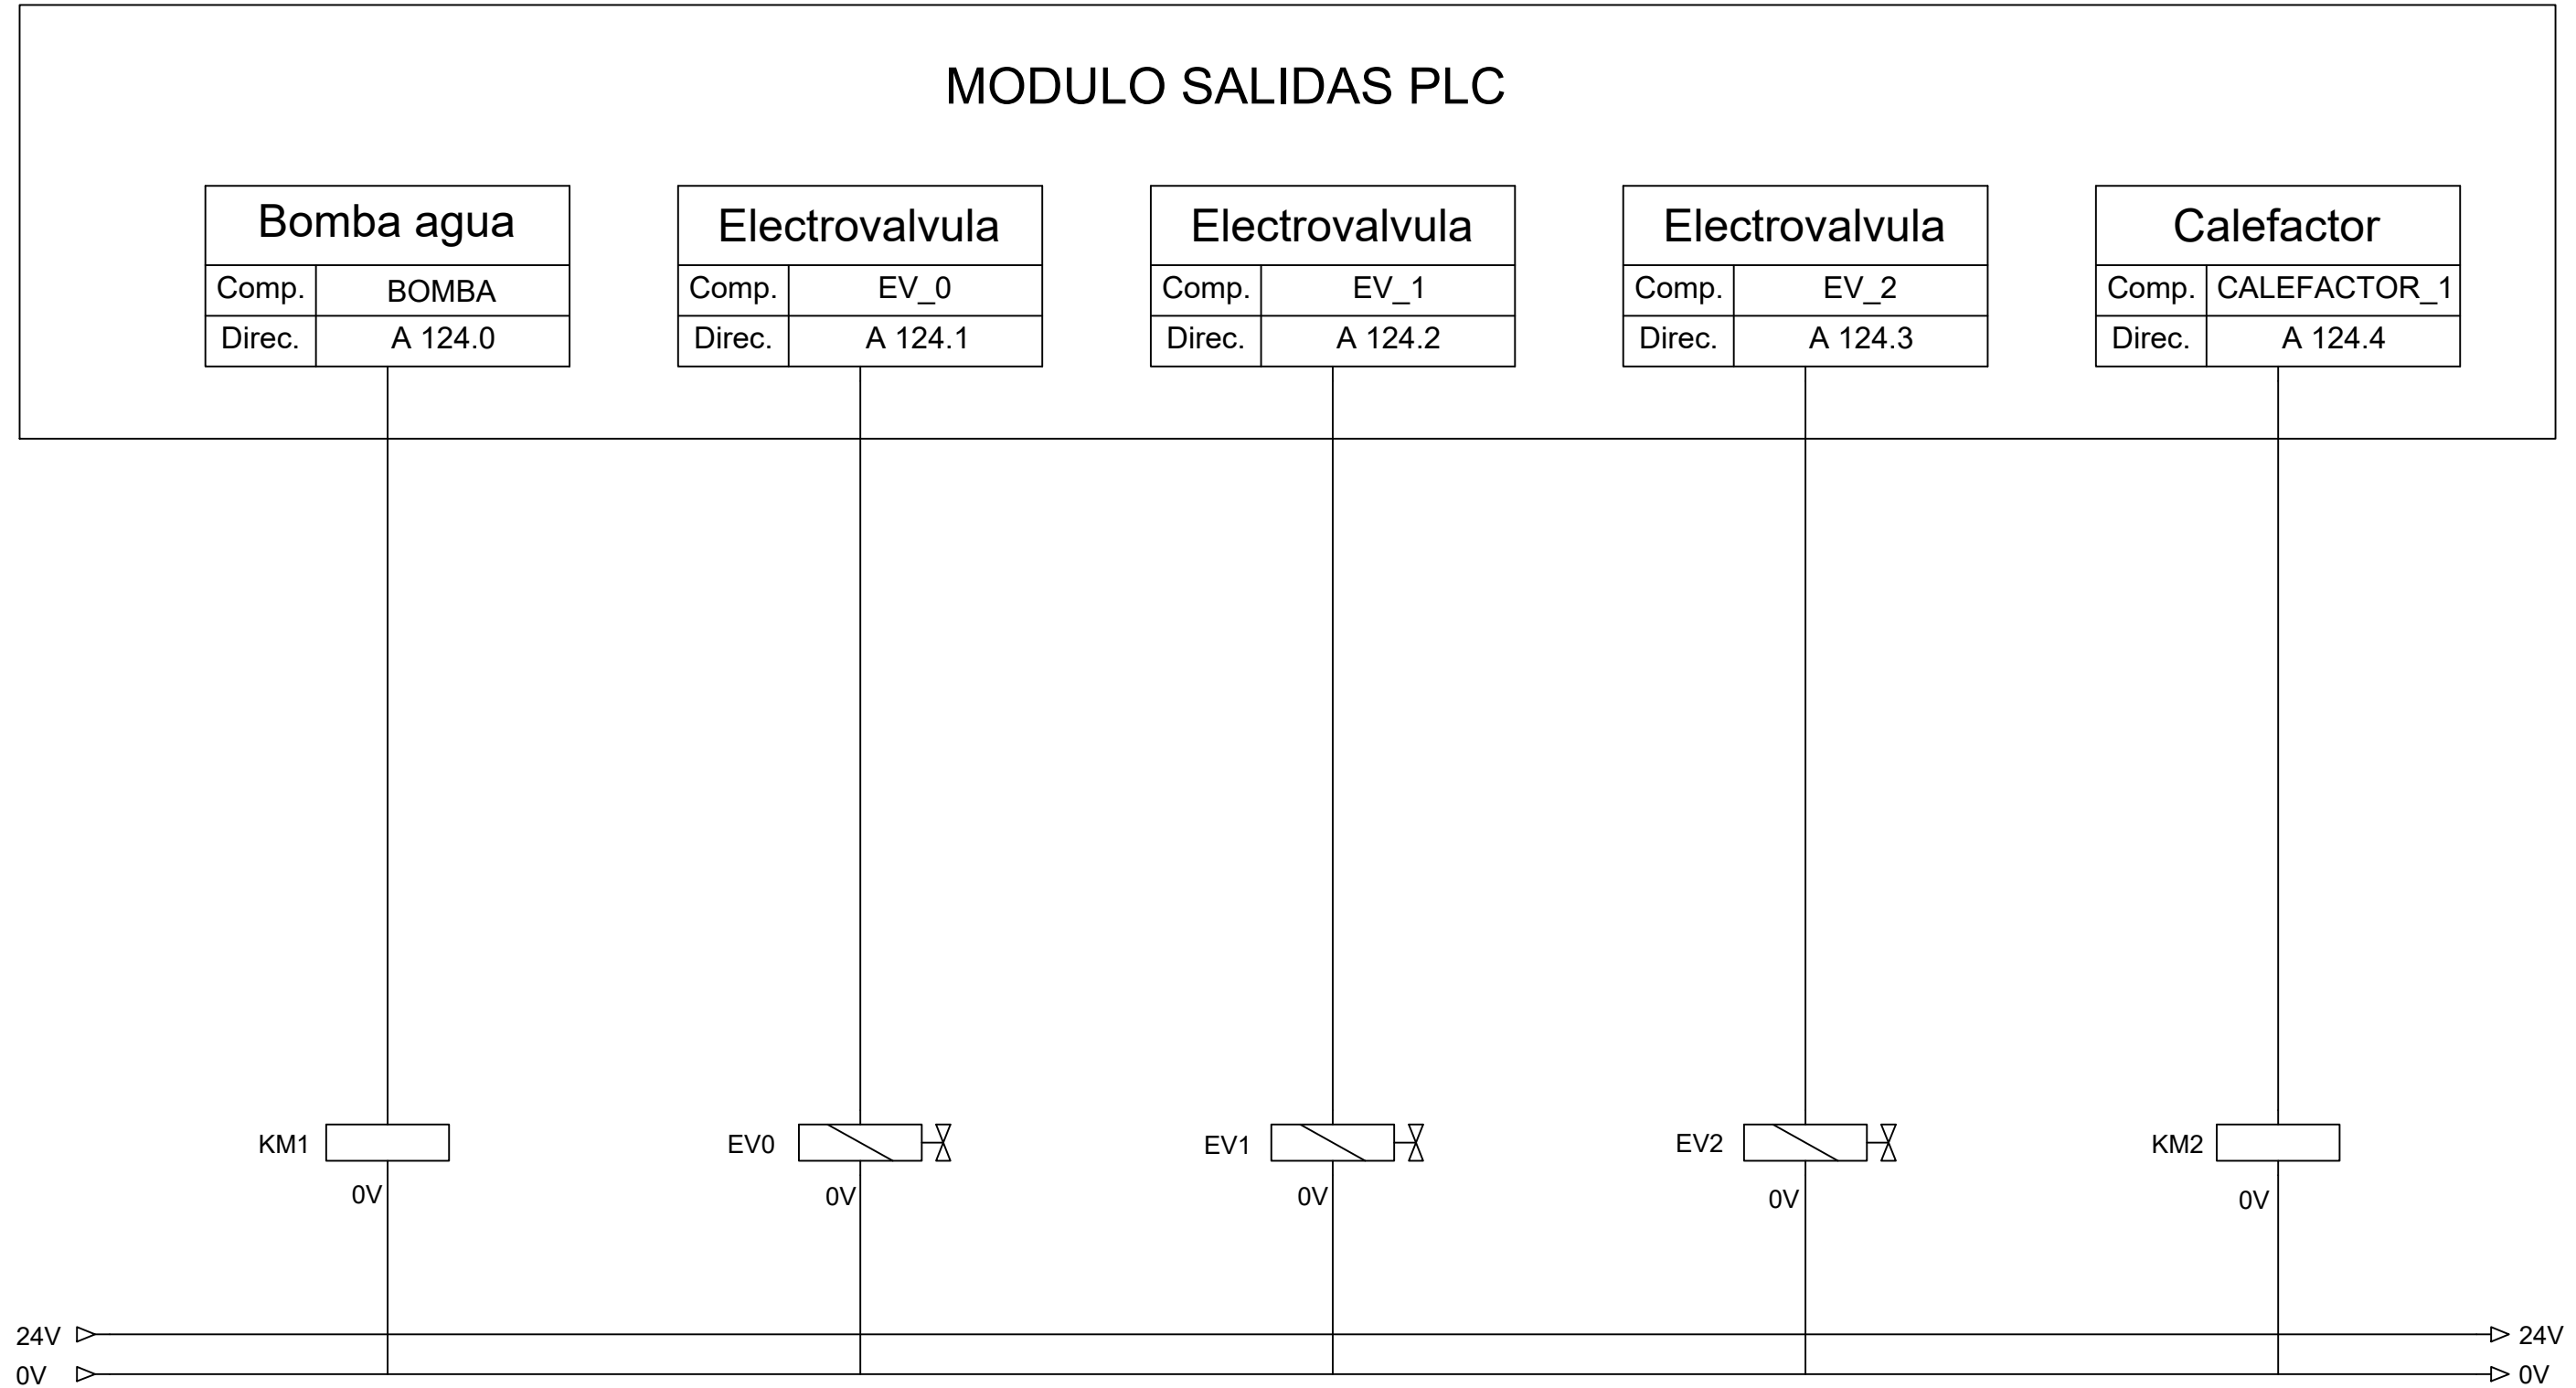 MODULO SALIDAS PLC
Bomba agua
Comp. BOMBA
Direc. A 124.0
Electrovalvula
Comp. EV_0
Direc. A 124.1
Electrovalvula
Comp. EV_1
Direc. A 124.2
Electrovalvula
Comp. EV_2
Direc. A 124.3
Calefactor
Comp. CALEFACTOR_1
Direc. A 124.4
KM1
0V
EV0
0V
EV1
0V
EV2
0V
KM2
0V
24V 24V
0V 0V